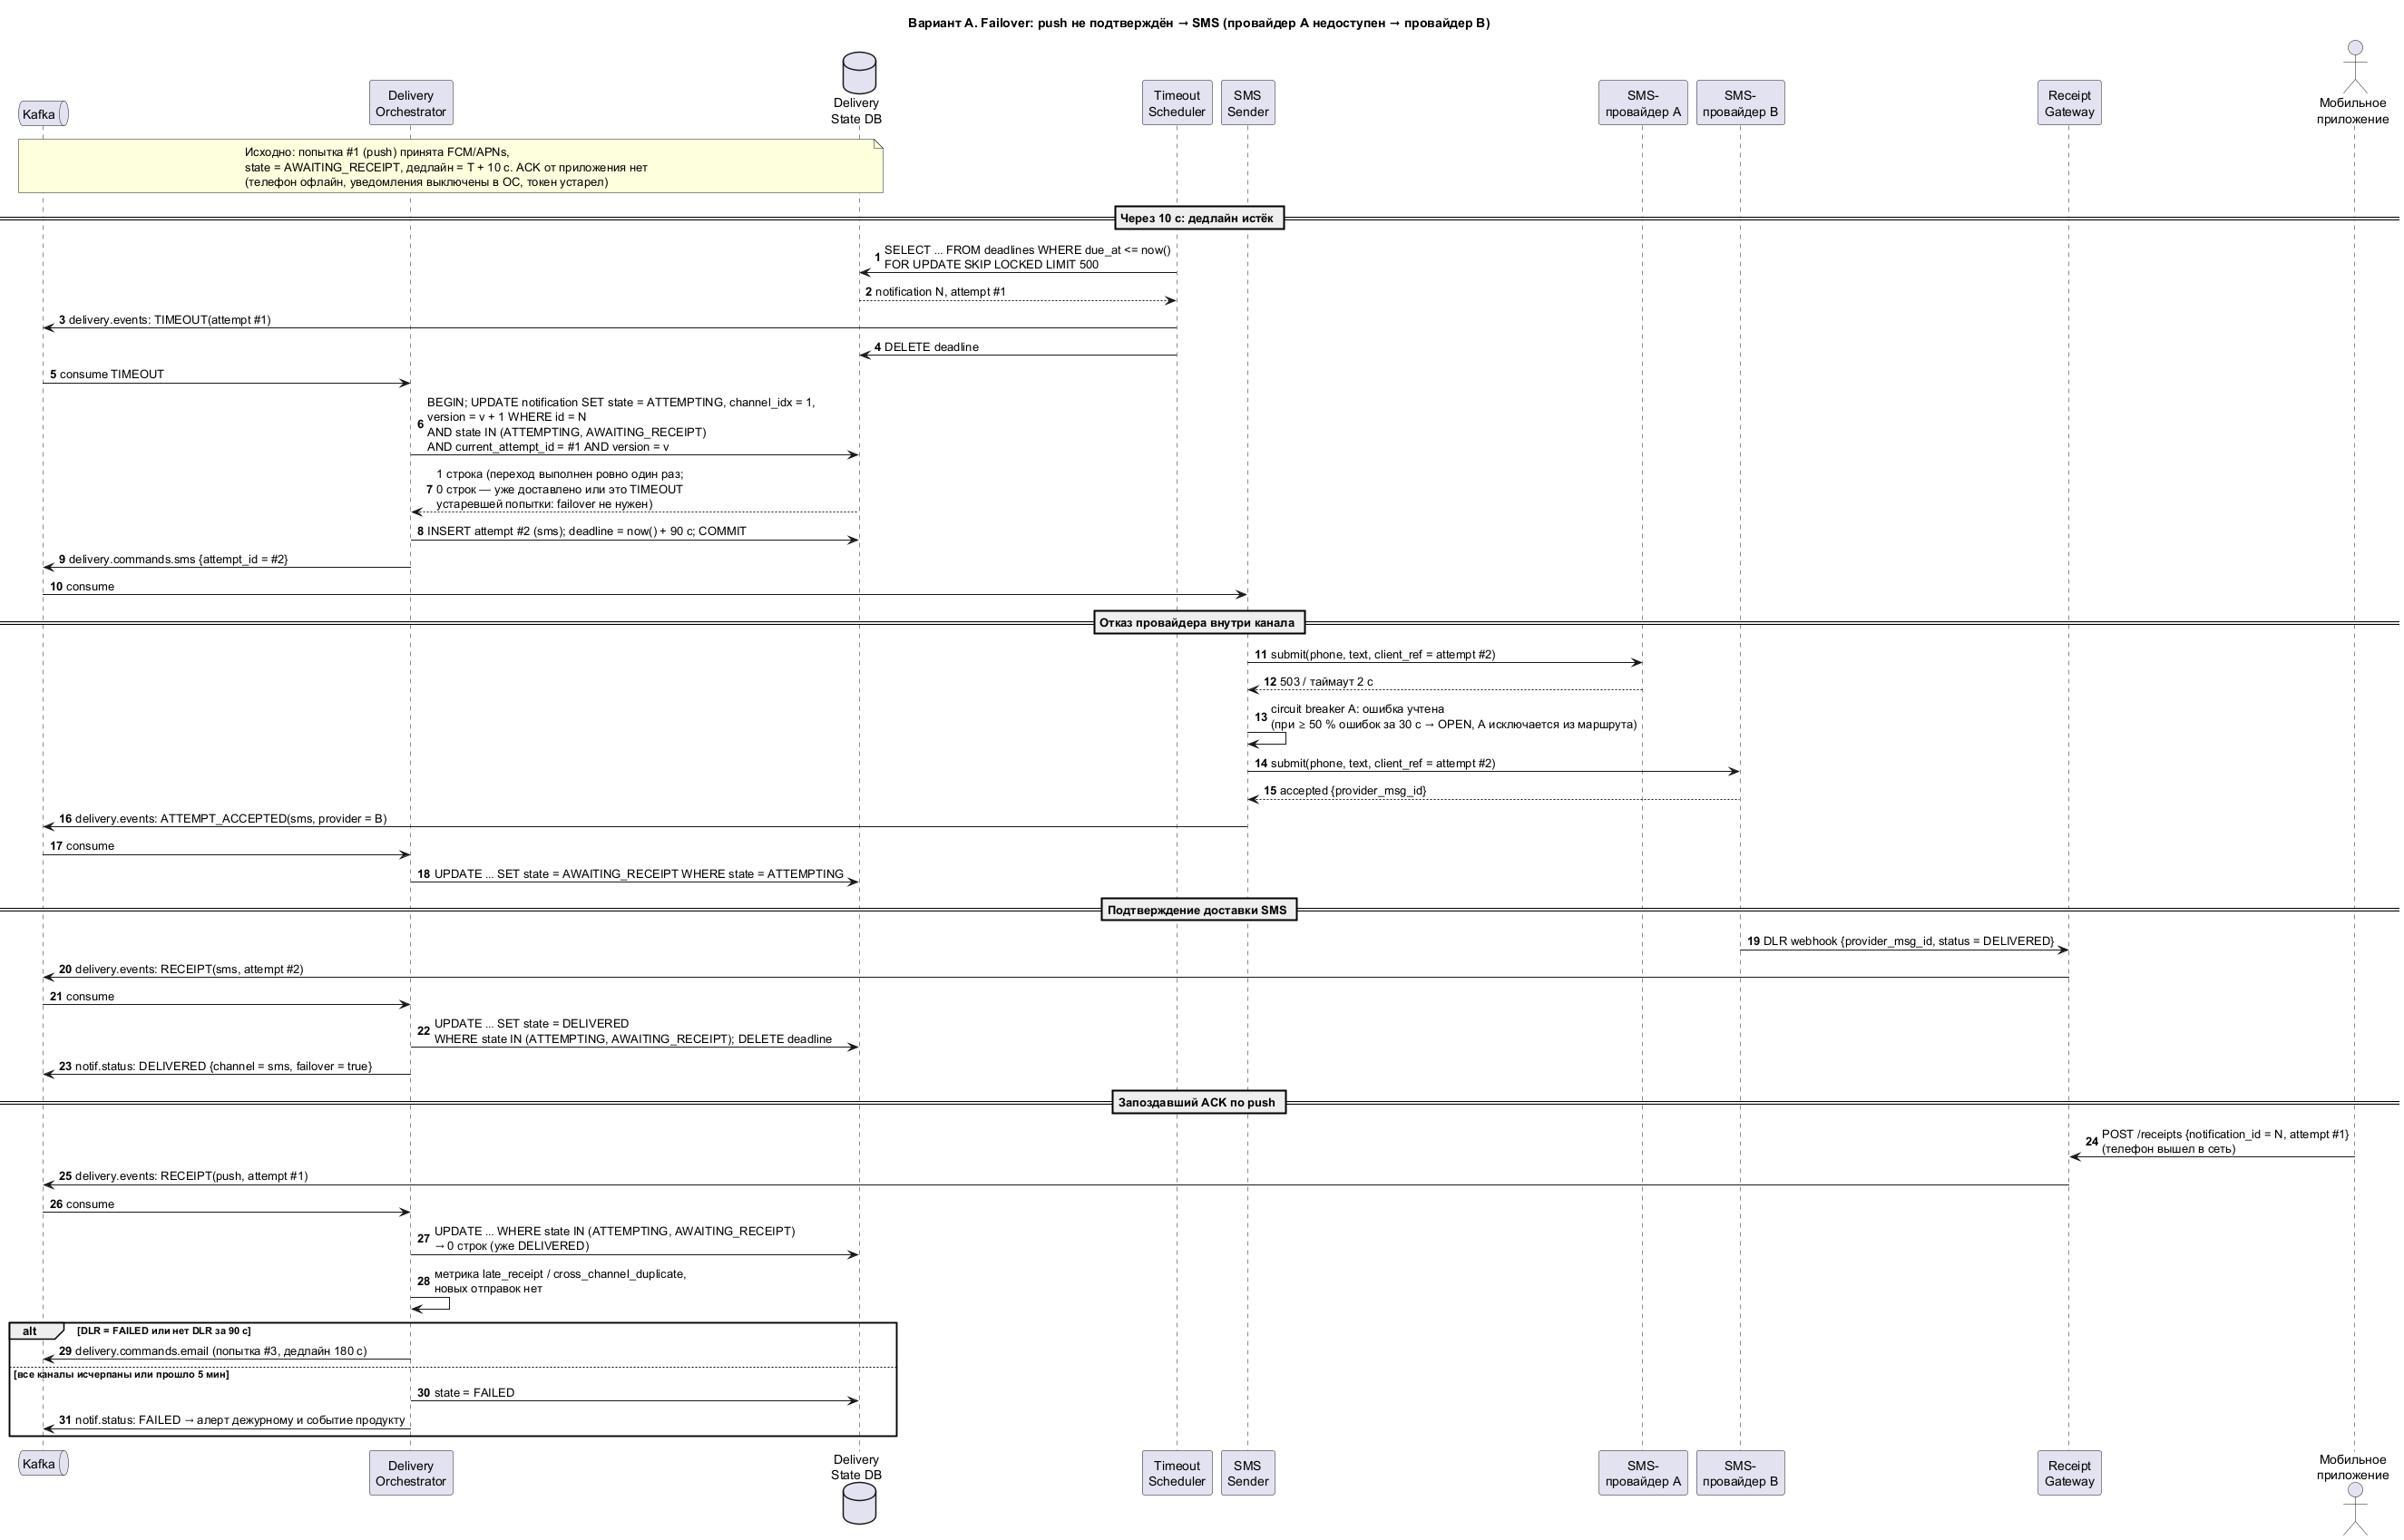 Вариант A. Failover: push не подтверждён → SMS (провайдер A недоступен → провайдер B)
Kafka
Delivery
Orchestrator
Delivery
State DB
Timeout
Scheduler
SMS
Sender
SMS-
провайдер A
SMS-
провайдер B
Receipt
Gateway
Мобильное
приложение
Исходно: попытка #1 (push) принята FCM/APNs,
state = AWAITING_RECEIPT, дедлайн = T + 10 с. ACK от приложения нет
(телефон офлайн, уведомления выключены в ОС, токен устарел)
Через 10 с: дедлайн истёк
1 SELECT ... FROM deadlines WHERE due_at <= now()
FOR UPDATE SKIP LOCKED LIMIT 500
2 notification N, attempt #1
3 delivery.events: TIMEOUT(attempt #1)
4 DELETE deadline
5 consume TIMEOUT
6 BEGIN; UPDATE notification SET state = ATTEMPTING, channel_idx = 1,
version = v + 1 WHERE id = N
AND state IN (ATTEMPTING, AWAITING_RECEIPT)
AND current_attempt_id = #1 AND version = v
7 1 строка (переход выполнен ровно один раз;
0 строк — уже доставлено или это TIMEOUT
устаревшей попытки: failover не нужен)
8 INSERT attempt #2 (sms); deadline = now() + 90 с; COMMIT
9 delivery.commands.sms {attempt_id = #2}
10 consume
Отказ провайдера внутри канала
11 submit(phone, text, client_ref = attempt #2)
12 503 / таймаут 2 с
13 circuit breaker A: ошибка учтена
(при ≥ 50 % ошибок за 30 с → OPEN, A исключается из маршрута)
14 submit(phone, text, client_ref = attempt #2)
15 accepted {provider_msg_id}
16 delivery.events: ATTEMPT_ACCEPTED(sms, provider = B)
17 consume
18 UPDATE ... SET state = AWAITING_RECEIPT WHERE state = ATTEMPTING
Подтверждение доставки SMS
19 DLR webhook {provider_msg_id, status = DELIVERED}
20 delivery.events: RECEIPT(sms, attempt #2)
21 consume
22 UPDATE ... SET state = DELIVERED
WHERE state IN (ATTEMPTING, AWAITING_RECEIPT); DELETE deadline
23 notif.status: DELIVERED {channel = sms, failover = true}
Запоздавший ACK по push
24 POST /receipts {notification_id = N, attempt #1}
(телефон вышел в сеть)
25 delivery.events: RECEIPT(push, attempt #1)
26 consume
27 UPDATE ... WHERE state IN (ATTEMPTING, AWAITING_RECEIPT)
→ 0 строк (уже DELIVERED)
28 метрика late_receipt / cross_channel_duplicate,
новых отправок нет
alt [DLR = FAILED или нет DLR за 90 с]
29 delivery.commands.email (попытка #3, дедлайн 180 с)
[все каналы исчерпаны или прошло 5 мин]
30 state = FAILED
31 notif.status: FAILED → алерт дежурному и событие продукту
Kafka
Delivery
Orchestrator
Delivery
State DB
Timeout
Scheduler
SMS
Sender
SMS-
провайдер A
SMS-
провайдер B
Receipt
Gateway
Мобильное
приложение